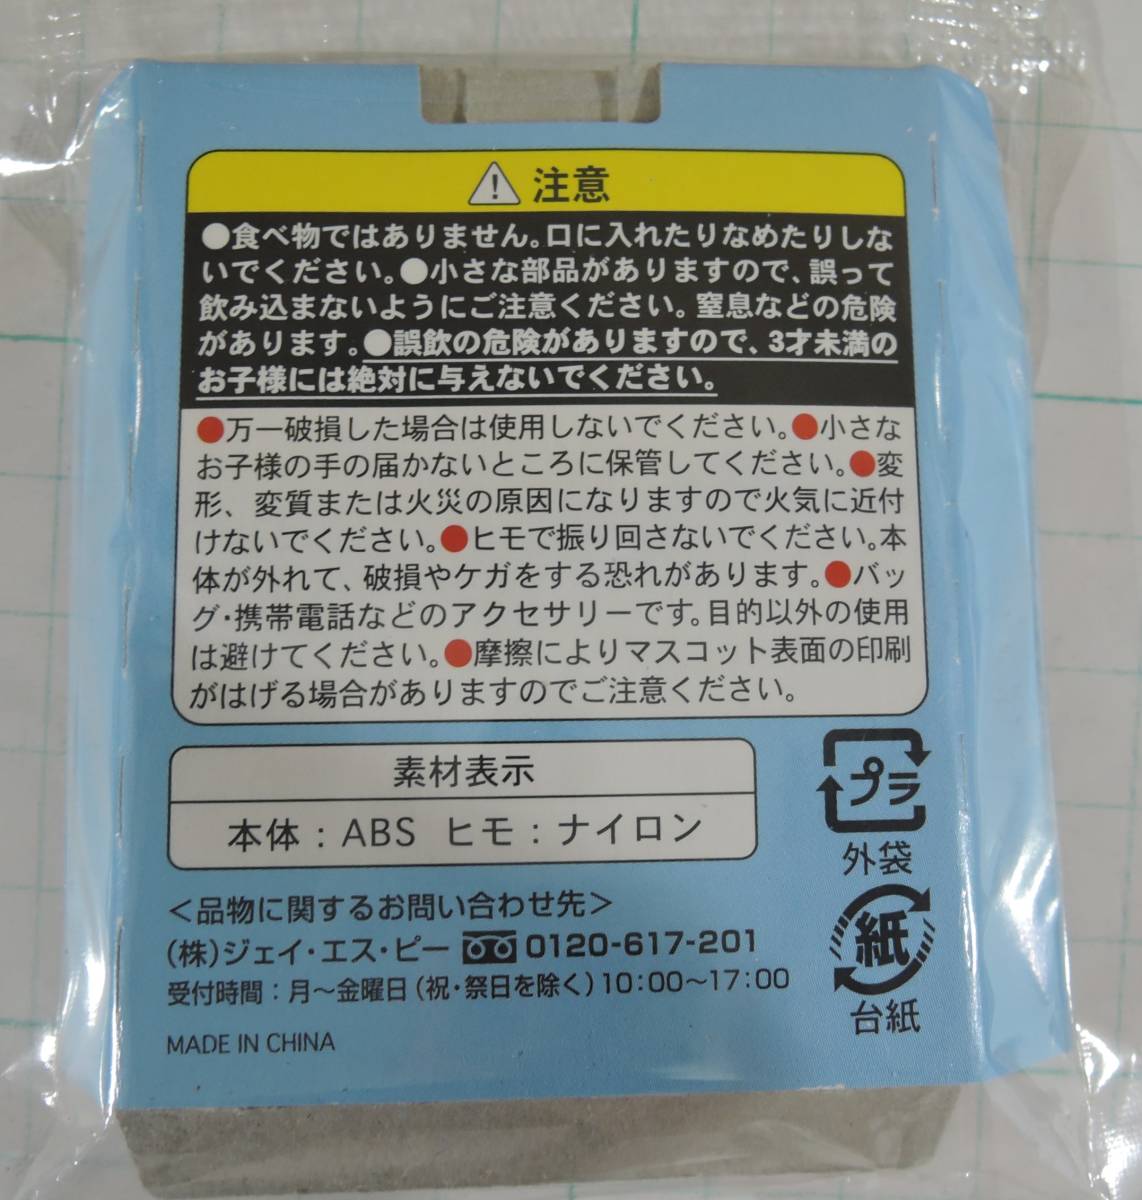 注意
●食べ物ではありません。口に入れたりなめたりしな
いでください。●小さな部品がありますので、誤って
飲み込まないようにご注意ください。窒息などの危険
があります。●誤飲の危険がありますので、3才未満の
お子様には絶対に与えないでください。
●万一破損した場合は使用しないでください。●小さな
お子様の手の届かないところに保管してください。●変
形、変質または火災の原因になりますので火気に近付
けないでください。●ヒモで振り回さないでください。本
体が外れて、破損やケガをする恐れがあります。●バッ
グ・携帯電話などのアクセサリーです。目的以外の使用
は避けてください。●摩擦によりマスコット表面の印刷
がはげる場合がありますのでご注意ください。
素材表示
本体：ABS ヒモ：ナイロン
プラ
外袋
紙
台紙
＜品物に関するお問い合わせ先＞
(株)ジェイ・エス・ピー 0120-617-201
受付時間：月〜金曜日（祝・祭日を除く）10：00〜17：00
MADE IN CHINA